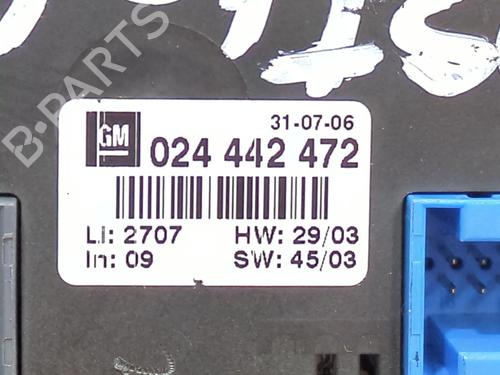 B-PARTS
31-07-06
GM 024 442 472
LI: 2707 HW: 29/03
In: 09 SW: 45/03